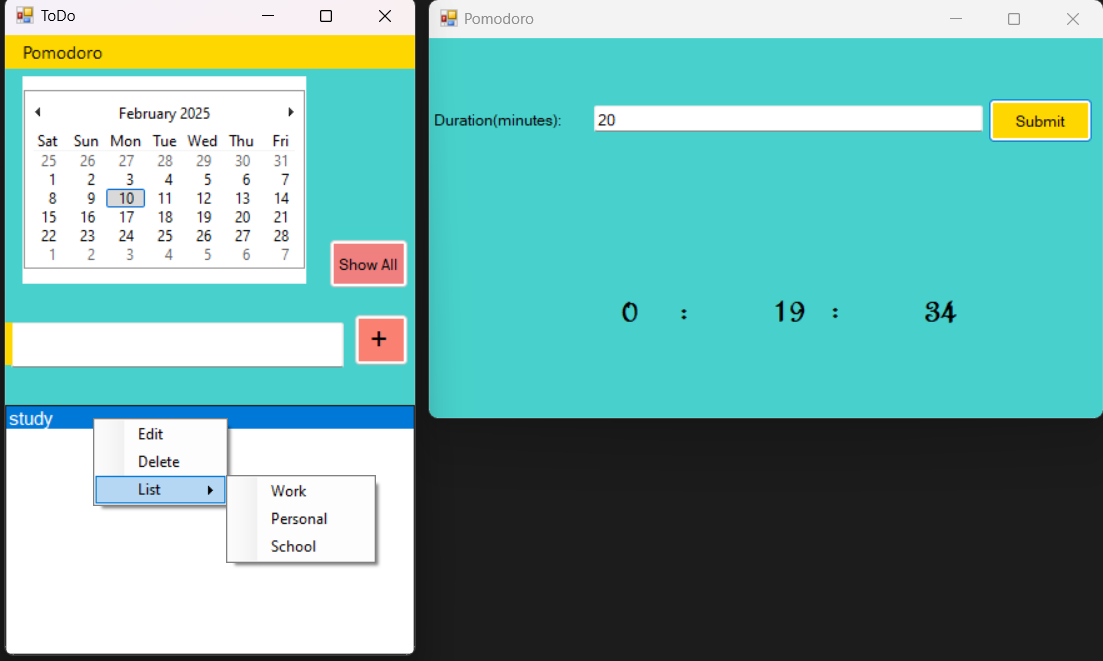 ToDo
Pomodoro
February 2025
Sat Sun Mon Tue Wed Thu Fri
25 26 27 28 29 30 31
1 2 3 4 5 6 7
8 9 10 11 12 13 14
15 16 17 18 19 20 21
22 23 24 25 26 27 28
1 2 3 4 5 6 7
Show All
+
study
Edit
Delete
List
Work
Personal
School
Pomodoro
Duration(minutes): 20 Submit
0 : 19 : 34